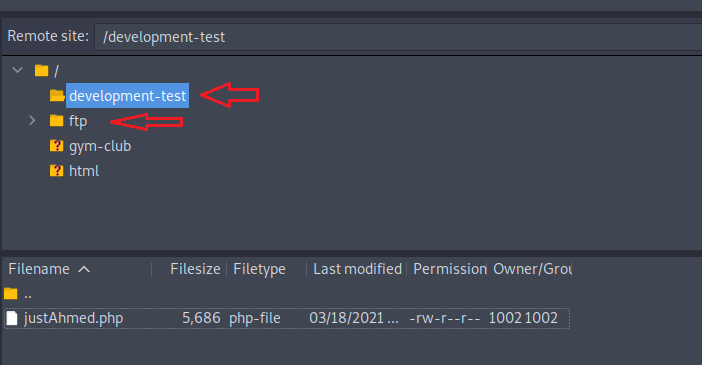 Remote site: /development-test
/
development-test
ftp
? gym-club
? html
Filename Filesize Filetype Last modified Permission Owner/Grou
..
justAhmed.php 5,686 php-file 03/18/2021 ... -rw-r--r-- 1002 1002